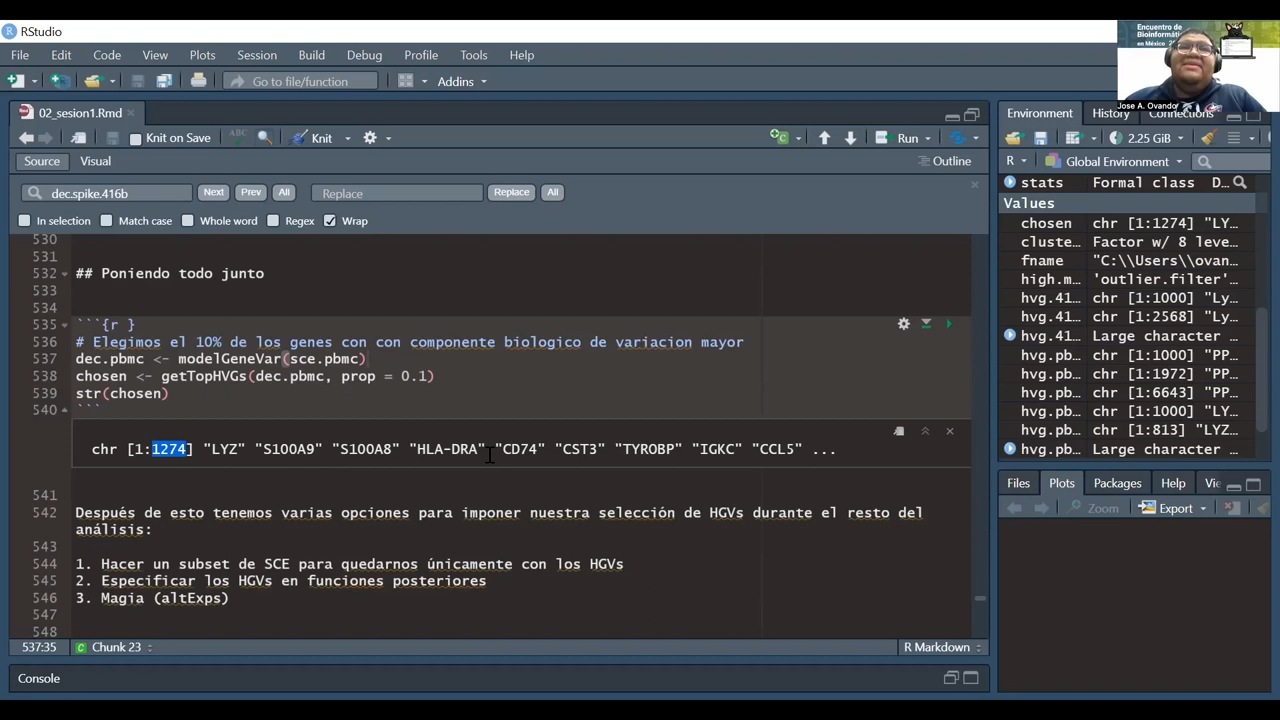 RStudio
File Edit Code View Plots Session Build Debug Profile Tools Help
Go to file/function Addins
Encuentro de
Bioinformátic
en México
Jose A. Ovando
02_sesion1.Rmd
Knit on Save ABC Knit Run
Source Visual Outline
dec.spike.416b Next Prev All Replace Replace All
In selection Match case Whole word Regex Wrap
530
531
532 ## Poniendo todo junto
533
534
535 ```{r }
536 # Elegimos el 10% de los genes con con componente biologico de variacion mayor
537 dec.pbmc <- modelGeneVar(sce.pbmc)
538 chosen <- getTopHVGs(dec.pbmc, prop = 0.1)
539 str(chosen)
540 ```
chr [1:1274] "LYZ" "S100A9" "S100A8" "HLA-DRA" "CD74" "CST3" "TYROBP" "IGKC" "CCL5" ...
541
542 Después de esto tenemos varias opciones para imponer nuestra selección de HGVs durante el resto del
análisis:
543
544 1. Hacer un subset de SCE para quedarnos únicamente con los HGVs
545 2. Especificar los HGVs en funciones posteriores
546 3. Magia (altExps)
547
548
537:35 Chunk 23 R Markdown
Console
Environment History Connections
2.25 GiB
R Global Environment
stats Formal class D…
Values
chosen chr [1:1274] "LY…
cluste… Factor w/ 8 leve…
fname "C:\\Users\\ovan…
high.m… 'outlier.filter'…
hvg.41… chr [1:1000] "Ly…
hvg.41… chr [1:2568] "Ly…
hvg.41… Large character …
hvg.pb… chr [1:1000] "PP…
hvg.pb… chr [1:1972] "PP…
hvg.pb… chr [1:6643] "PP…
hvg.pb… chr [1:1000] "LY…
hvg.pb… chr [1:813] "LYZ…
hvg.pb… Large character …
Files Plots Packages Help Vi
Zoom Export